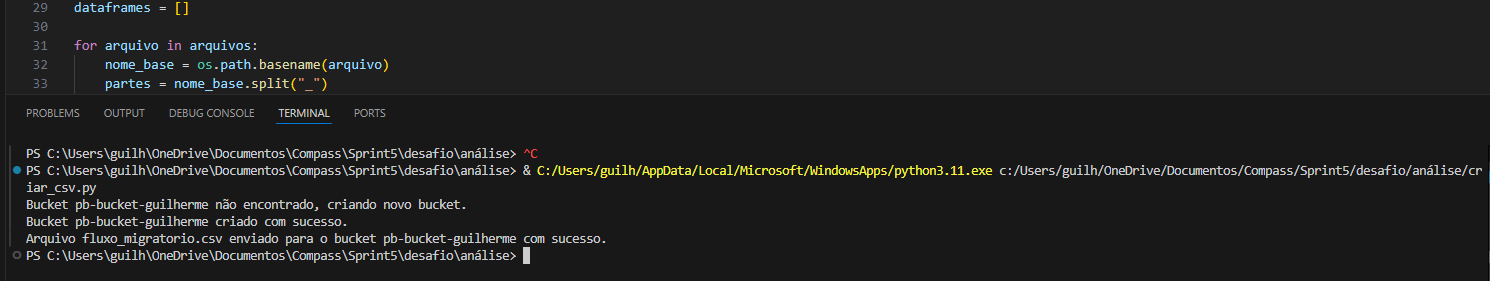 29 dataframes = []
30
31 for arquivo in arquivos:
32 nome_base = os.path.basename(arquivo)
33 partes = nome_base.split("_")
PROBLEMS OUTPUT DEBUG CONSOLE TERMINAL PORTS
PS C:\Users\guilh\OneDrive\Documentos\Compass\Sprint5\desafio\análise> ^C
PS C:\Users\guilh\OneDrive\Documentos\Compass\Sprint5\desafio\análise> & C:/Users/guilh/AppData/Local/Microsoft/WindowsApps/python3.11.exe c:/Users/guilh/OneDrive/Documentos/Compass/Sprint5/desafio/análise/cr
iar_csv.py
Bucket pb-bucket-guilherme não encontrado, criando novo bucket.
Bucket pb-bucket-guilherme criado com sucesso.
Arquivo fluxo_migratorio.csv enviado para o bucket pb-bucket-guilherme com sucesso.
PS C:\Users\guilh\OneDrive\Documentos\Compass\Sprint5\desafio\análise>